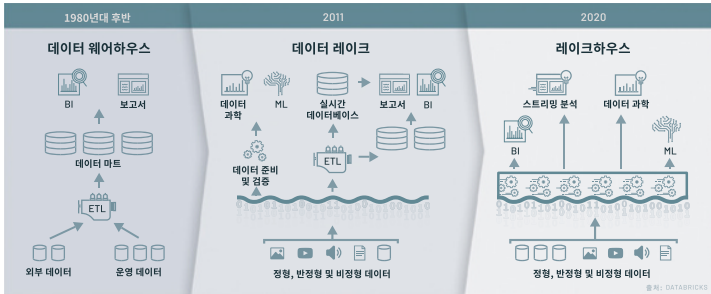 1980년대 후반
2011
2020
데이터 웨어하우스
데이터 레이크
레이크하우스
BI
보고서
데이터 마트
ETL
외부 데이터
운영 데이터
데이터
과학
ML
실시간
데이터베이스
보고서
BI
데이터 준비
및 검증
ETL
정형, 반정형 및 비정형 데이터
스트리밍 분석
데이터 과학
BI
ML
정형, 반정형 및 비정형 데이터
출처: DATABRICKS